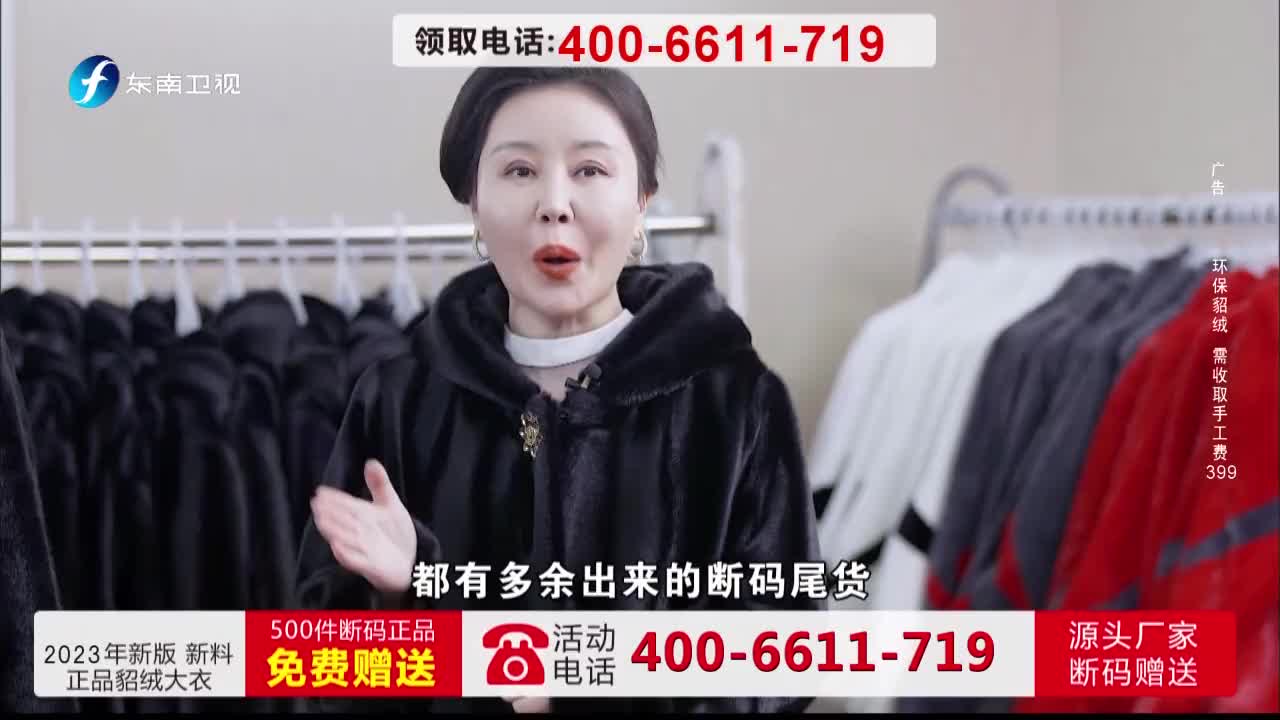 领取电话:400-6611-719
东南卫视
广告 环保貂绒 需收取手工费399
都有多余出来的断码尾货
2023年新版 新料
正品貂绒大衣
500件断码正品
免费赠送
活动
电话
400-6611-719
源头厂家
断码赠送